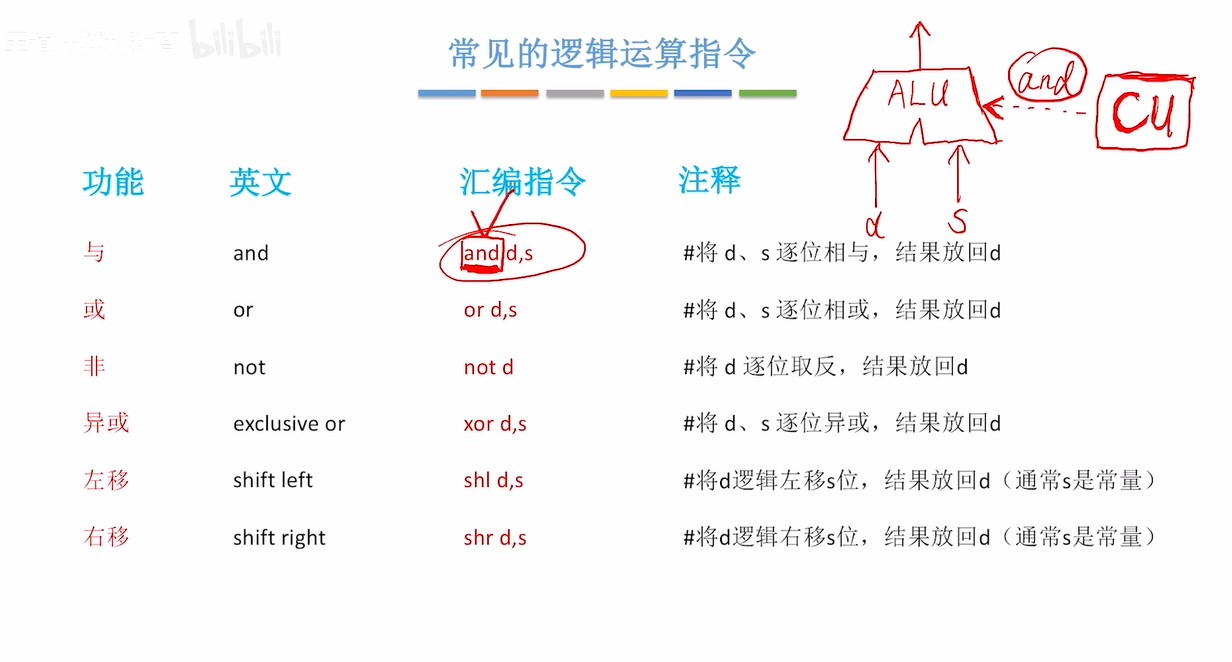 bilibili
常见的逻辑运算指令
ALU
and
CU
d
s
功能 英文 汇编指令 注释
与 and and d,s #将 d、s 逐位相与，结果放回d
或 or or d,s #将 d、s 逐位相或，结果放回d
非 not not d #将 d 逐位取反，结果放回d
异或 exclusive or xor d,s #将 d、s 逐位异或，结果放回d
左移 shift left shl d,s #将d逻辑左移s位，结果放回d（通常s是常量）
右移 shift right shr d,s #将d逻辑右移s位，结果放回d（通常s是常量）